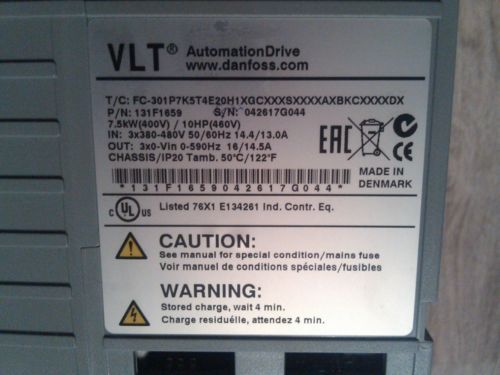 VLT® AutomationDrive
www.danfoss.com
T/C: FC-301P7K5T4E20H1XGCXXXSXXXXAXBKCXXXXDX
P/N: 131F1659 S/N: 042617G044
7.5kW(400V) / 10HP(460V)
IN: 3x380-480V 50/60Hz 14.4/13.0A
OUT: 3x0-Vin 0-590Hz 16/14.5A
CHASSIS/IP20 Tamb. 50°C/122°F
EAC CE
MADE IN
DENMARK
*131F1659042617G044*
c UL US Listed 76X1 E134261 Ind. Contr. Eq.
CAUTION:
See manual for special condition/mains fuse
Voir manuel de conditions spéciales/fusibles
WARNING:
Stored charge, wait 4 min.
Charge residuélle, attendez 4 min.